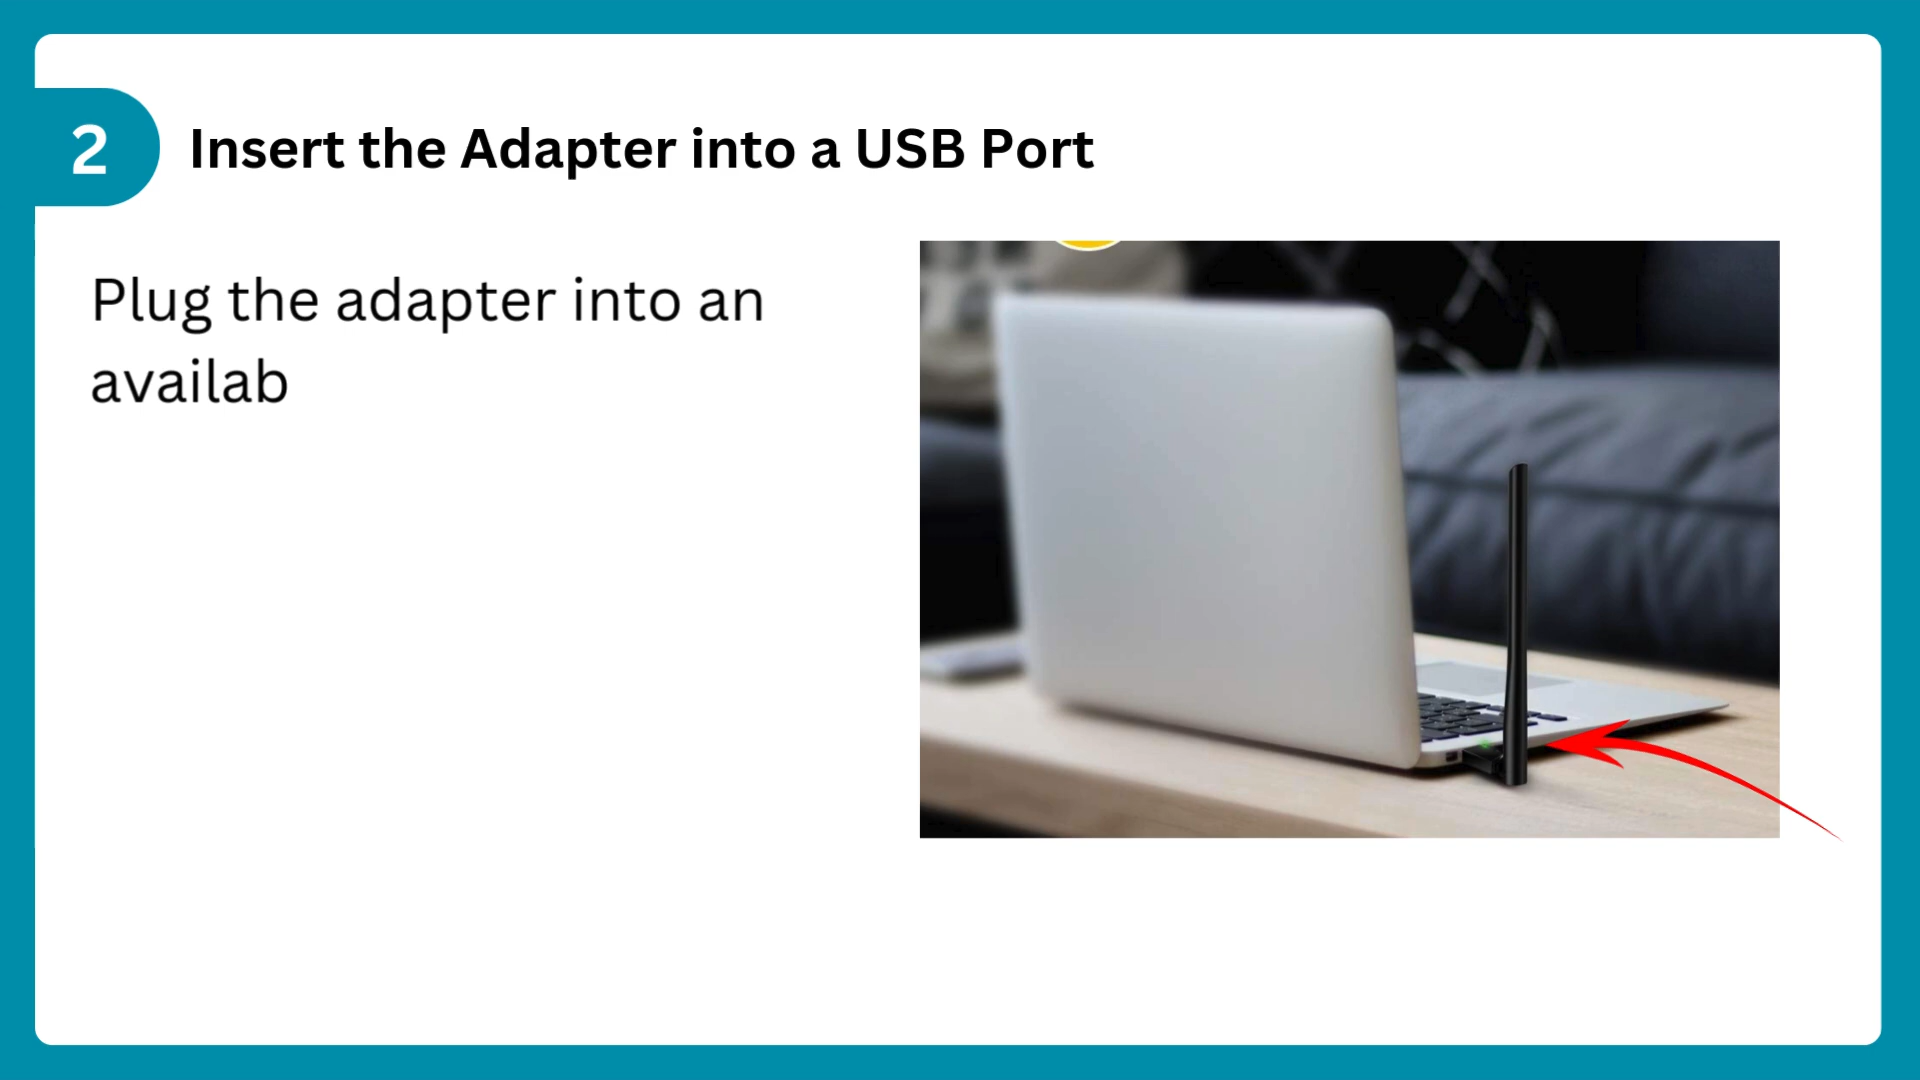 2
Insert the Adapter into a USB Port
Plug the adapter into an
availab